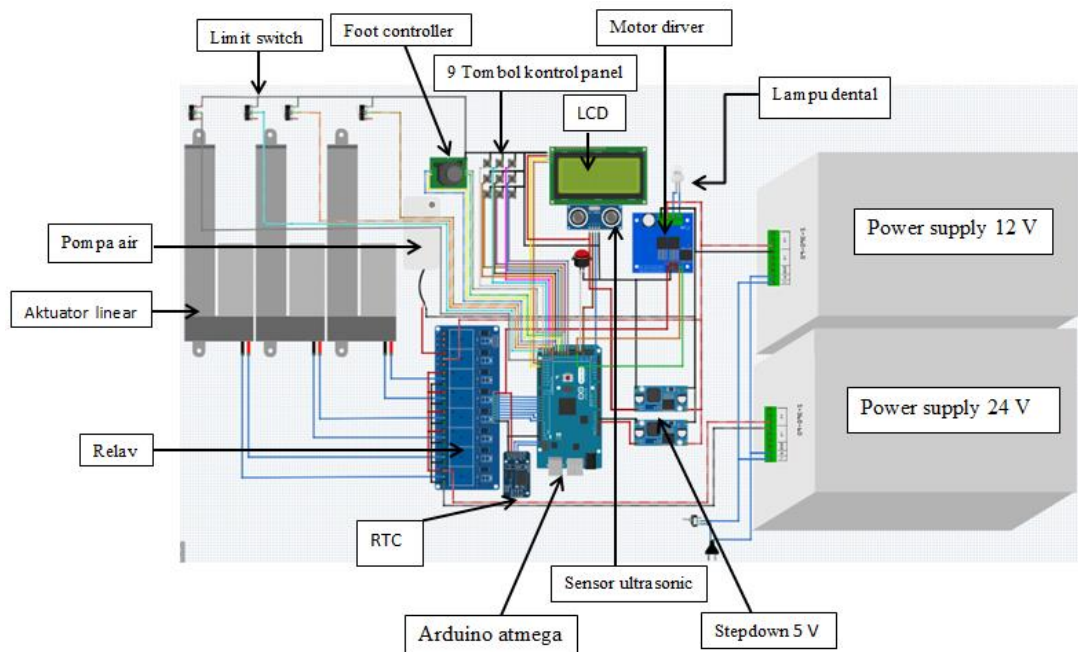 Limit switch
Foot controller
Motor dirver
9 Tombol kontrol panel
LCD
Lampu dental
Power supply 12 V
Pompa air
Aktuator linear
Power supply 24 V
Relav
RTC
Sensor ultrasonic
Arduino atmega
Stepdown 5 V